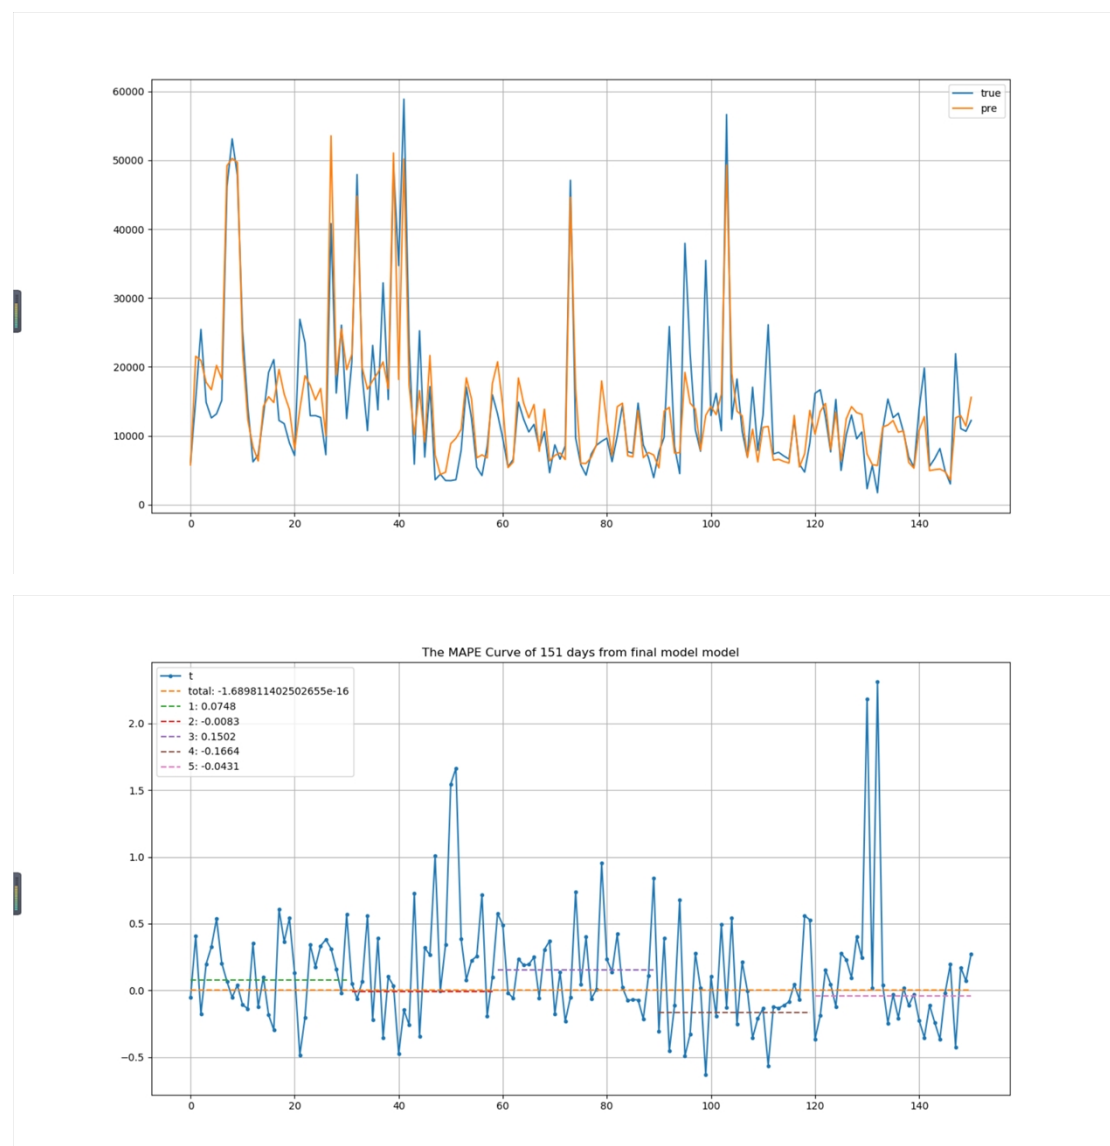 60000
50000
40000
30000
20000
10000
0
true
pre
0 20 40 60 80 100 120 140
The MAPE Curve of 151 days from final model model
t
total: -1.689811402502655e-16
1: 0.0748
2: -0.0083
3: 0.1502
4: -0.1664
5: -0.0431
2.0
1.5
1.0
0.5
0.0
−0.5
0 20 40 60 80 100 120 140